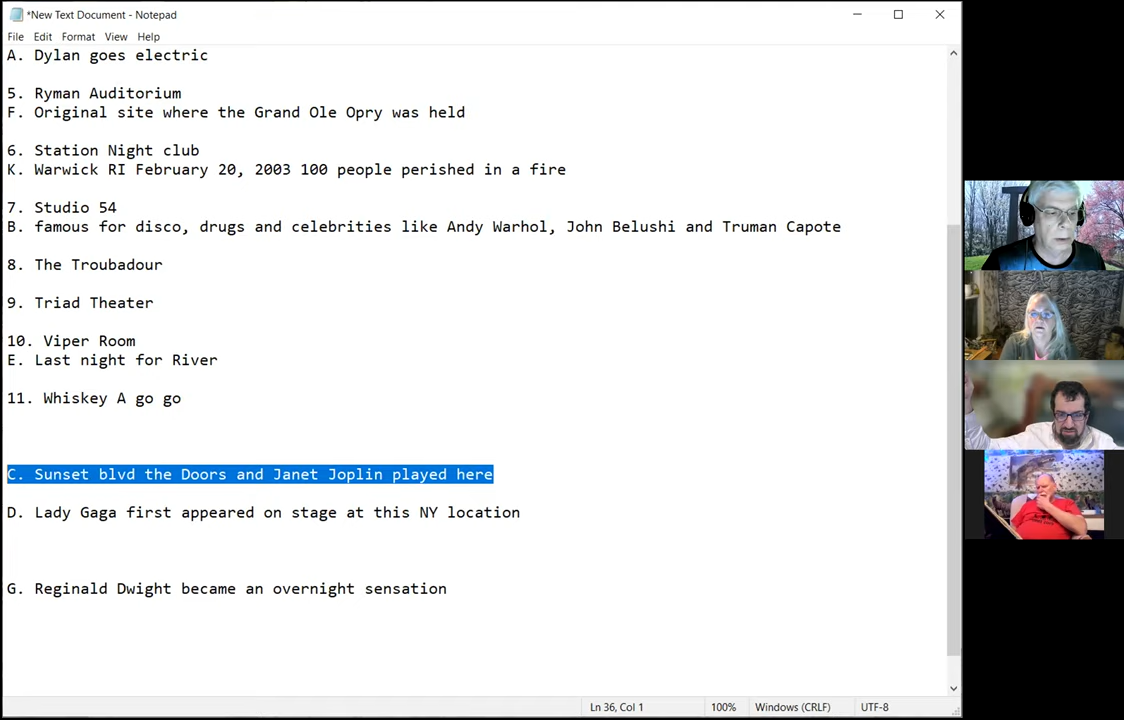 *New Text Document - Notepad
File Edit Format View Help
A. Dylan goes electric
5. Ryman Auditorium
F. Original site where the Grand Ole Opry was held
6. Station Night club
K. Warwick RI February 20, 2003 100 people perished in a fire
7. Studio 54
B. famous for disco, drugs and celebrities like Andy Warhol, John Belushi and Truman Capote
8. The Troubadour
9. Triad Theater
10. Viper Room
E. Last night for River
11. Whiskey A go go
C. Sunset blvd the Doors and Janet Joplin played here
D. Lady Gaga first appeared on stage at this NY location
G. Reginald Dwight became an overnight sensation
Ln 36, Col 1 100% Windows (CRLF) UTF-8